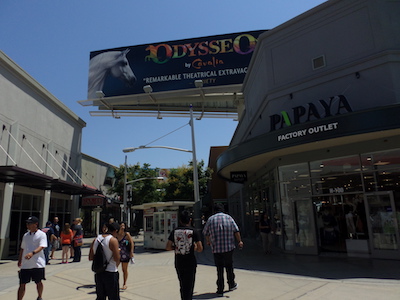 ODYSSEO
by Cavalia
"REMARKABLE THEATRICAL EXTRAVA
PAPAYA
FACTORY OUTLET